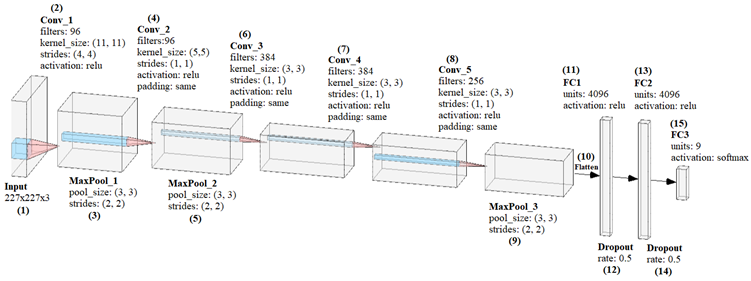 (2)
Conv_1
filters: 96
kernel_size: (11, 11)
strides: (4, 4)
activation: relu
(4)
Conv_2
filters:96
kernel_size: (5,5)
strides: (1, 1)
activation: relu
padding: same
(6)
Conv_3
filters: 384
kernel_size: (3, 3)
strides: (1, 1)
activation: relu
padding: same
(7)
Conv_4
filters: 384
kernel_size: (3, 3)
strides: (1, 1)
activation: relu
padding: same
(8)
Conv_5
filters: 256
kernel_size: (3, 3)
strides: (1, 1)
activation: relu
padding: same
(11)
FC1
units: 4096
activation: relu
(13)
FC2
units: 4096
activation: relu
(15)
FC3
units: 9
activation: softmax
Input
227x227x3
(1)
MaxPool_1
pool_size: (3, 3)
strides: (2, 2)
(3)
MaxPool_2
pool_size: (3, 3)
strides: (2, 2)
(5)
MaxPool_3
pool_size: (3, 3)
strides: (2, 2)
(9)
(10)
Flatten
Dropout
rate: 0.5
(12)
Dropout
rate: 0.5
(14)